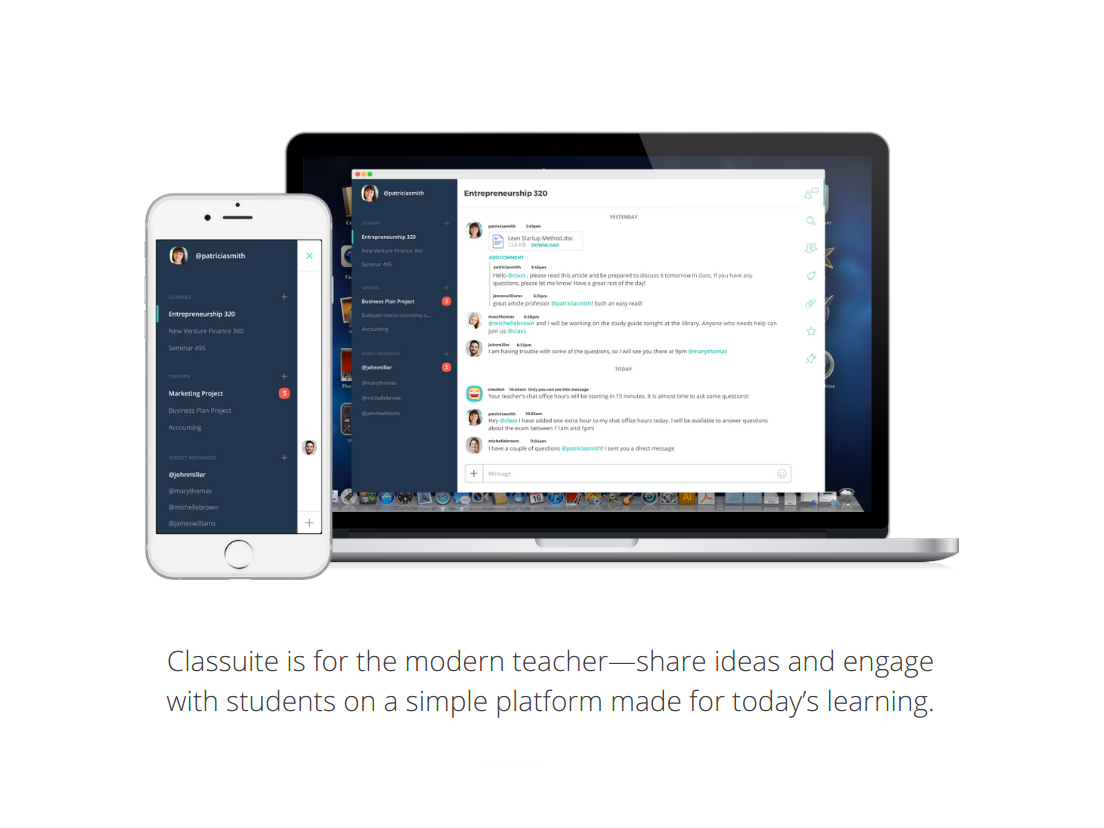 @patriciasmith
CLASSES
Entrepreneurship 320
New Venture Finance 360
Seminar 495
GROUPS
Marketing Project
3
Business Plan Project
Accounting
DIRECT MESSAGES
@johnmiller
@marythomas
@michellebrown
@jameswilliams
@patriciasmith
CLASSES
Entrepreneurship 320
New Venture Finance 360
Seminar 495
GROUPS
Business Plan Project
3
Evaluate macro-economy s...
Accounting
DIRECT MESSAGES
@johnmiller
3
@marythomas
@michellebrown
@jameswilliams
Entrepreneurship 320
YESTERDAY
patriciasmith 3:45pm
Lean Startup Method.doc
124 KB DOWNLOAD
ADD COMMENT
patriciasmith 3:46pm
Hello @class , please read this article and be prepared to discuss it tomorrow in class. If you have any
questions, please let me know! Have a great rest of the day!
jameswilliams 5:31pm
great article professor @patriciasmith! Such an easy read!
marythomas
@michellebrown and I will be working on the study guide tonight at the library. Anyone who needs help can
join us @class
johnmiller
I am having trouble with some of the questions, so I will see you there at 9pm @marythomas
TODAY
classbot 10:45am Only you can see this message
Your teacher's chat office hours will be starting in 15 minutes. It is almost time to ask some questions!
patriciasmith 10:52am
Hey @class I have added one extra hour to my chat office hours today. I will be available to answer questions
about the exam between 11am and 1pm!
michellebrown
I have a couple of questions @patriciasmith! I sent you a direct message
Message
Classuite is for the modern teacher—share ideas and engage
with students on a simple platform made for today’s learning.